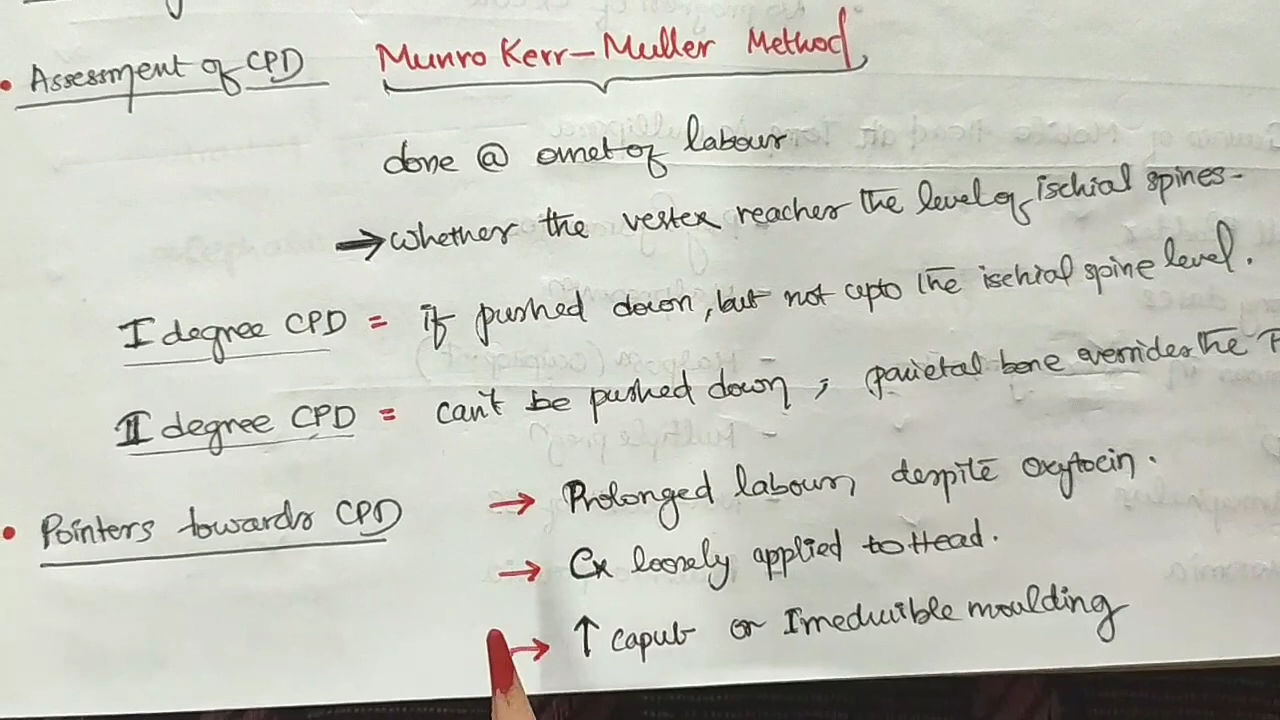 • Assessment of CPD Munro Kerr-Muller Method
done @ onset of labour
→ whether the vertex reaches the level of ischial spines-
I degree CPD = if pushed down, but not upto the ischial spine level.
II degree CPD = can't be pushed down, parietal bone overrides the
• Pointers towards CPD → Prolonged labour, despite oxytocin.
→ Cx loosely applied to Head.
→ ↑ caput or Irreducible moulding